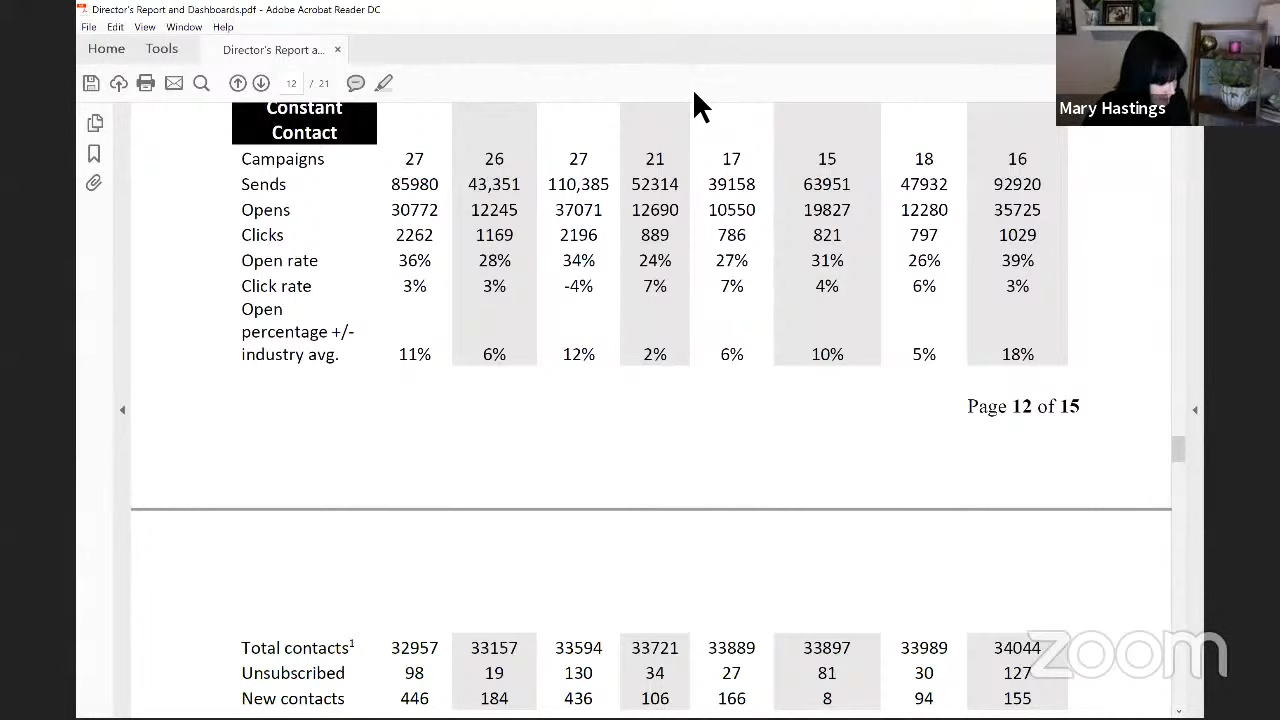 Director's Report and Dashboards.pdf - Adobe Acrobat Reader DC
File Edit View Window Help
Home Tools Director's Report a... ×
12 / 21
Mary Hastings
Constant
Contact
Campaigns 27 26 27 21 17 15 18 16
Sends 85980 43,351 110,385 52314 39158 63951 47932 92920
Opens 30772 12245 37071 12690 10550 19827 12280 35725
Clicks 2262 1169 2196 889 786 821 797 1029
Open rate 36% 28% 34% 24% 27% 31% 26% 39%
Click rate 3% 3% -4% 7% 7% 4% 6% 3%
Open
percentage +/-
industry avg. 11% 6% 12% 2% 6% 10% 5% 18%
Page 12 of 15
Total contacts¹ 32957 33157 33594 33721 33889 33897 33989 34044
Unsubscribed 98 19 130 34 27 81 30 127
New contacts 446 184 436 106 166 8 94 155
zoom